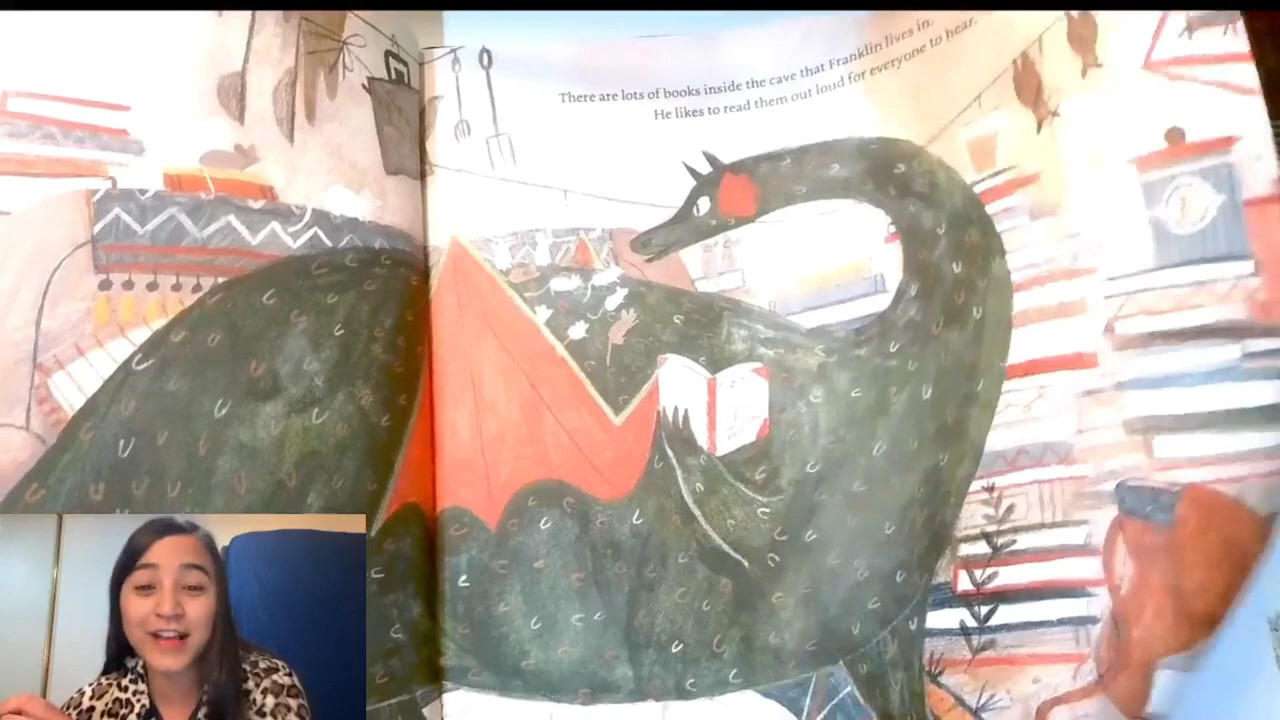 There are lots of books inside the cave that Franklin lives in.
He likes to read them out loud for everyone to hear.